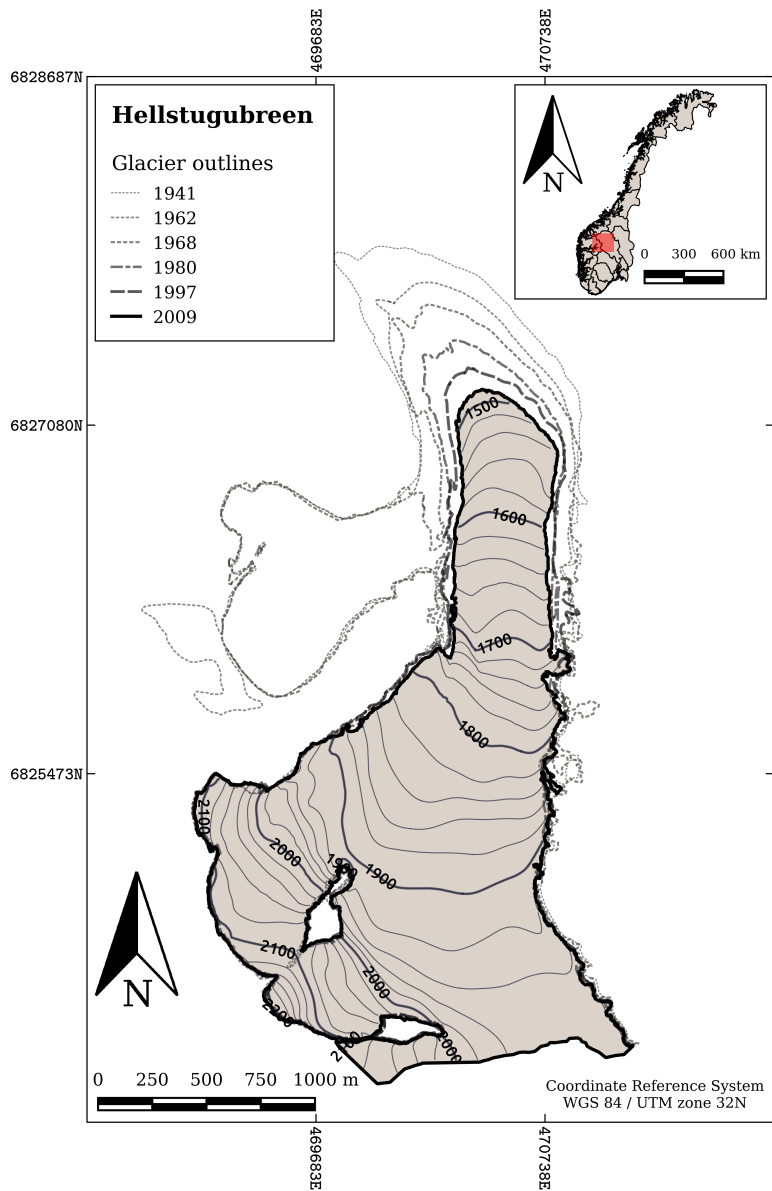 469683E
470738E
6828687N
Hellstugubreen
Glacier outlines
1941
1962
1968
1980
1997
2009
N
0 300 600 km
6827080N
1500
1600
1700
1800
6825473N
2100
2000
1900
1900
2100
2000
2200
2100
2000
N
0 250 500 750 1000 m
Coordinate Reference System
WGS 84 / UTM zone 32N
469683E
470738E